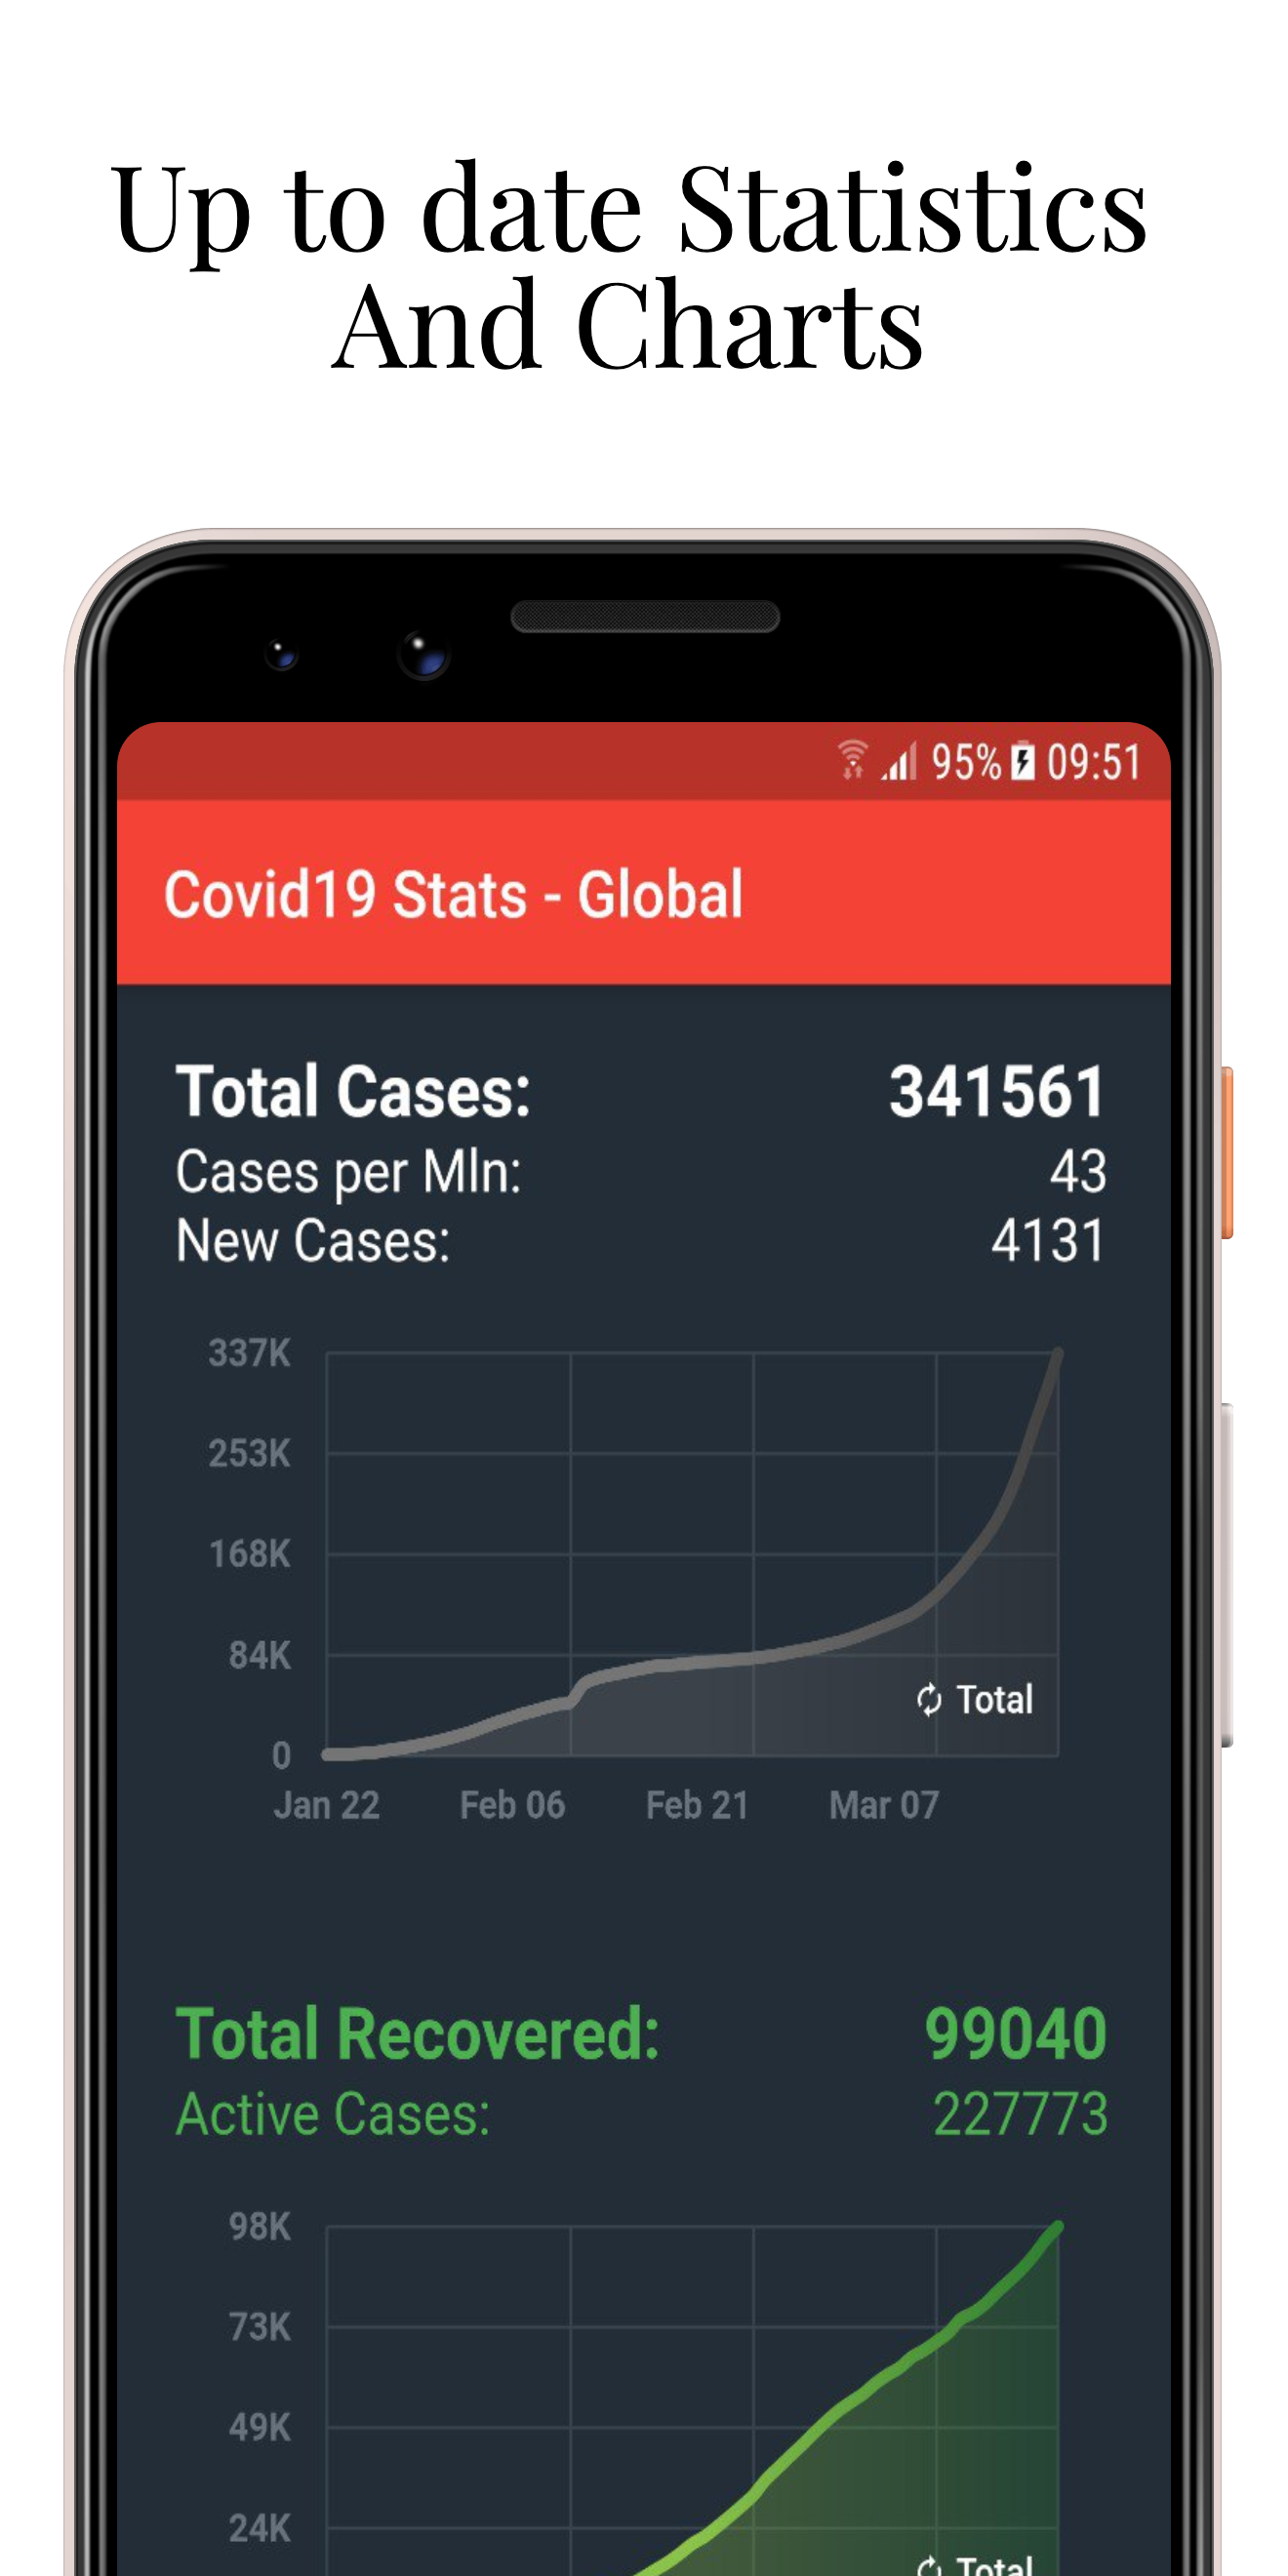 Up to date Statistics
And Charts
95% 09:51
Covid19 Stats - Global
Total Cases: 341561
Cases per Mln: 43
New Cases: 4131
337K
253K
168K
84K
Total
0
Jan 22 Feb 06 Feb 21 Mar 07
Total Recovered: 99040
Active Cases: 227773
98K
73K
49K
24K
Total